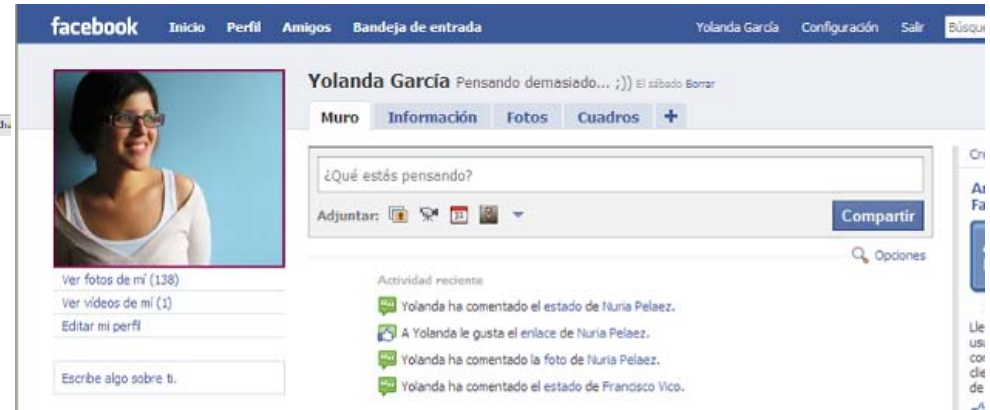 facebook Inicio Perfil Amigos Bandeja de entrada Yolanda García Configuración Salir
Yolanda García Pensando demasiado... ;)) El sábado Borrar
Muro Información Fotos Cuadros +
¿Qué estás pensando?
Adjuntar: 31 Compartir
Opciones
Ver fotos de mí (138)
Ver vídeos de mí (1)
Editar mi perfil
Escribe algo sobre ti.
Actividad reciente
Yolanda ha comentado el estado de Nuria Pelaez.
A Yolanda le gusta el enlace de Nuria Pelaez.
Yolanda ha comentado la foto de Nuria Pelaez.
Yolanda ha comentado el estado de Francisco Vico.